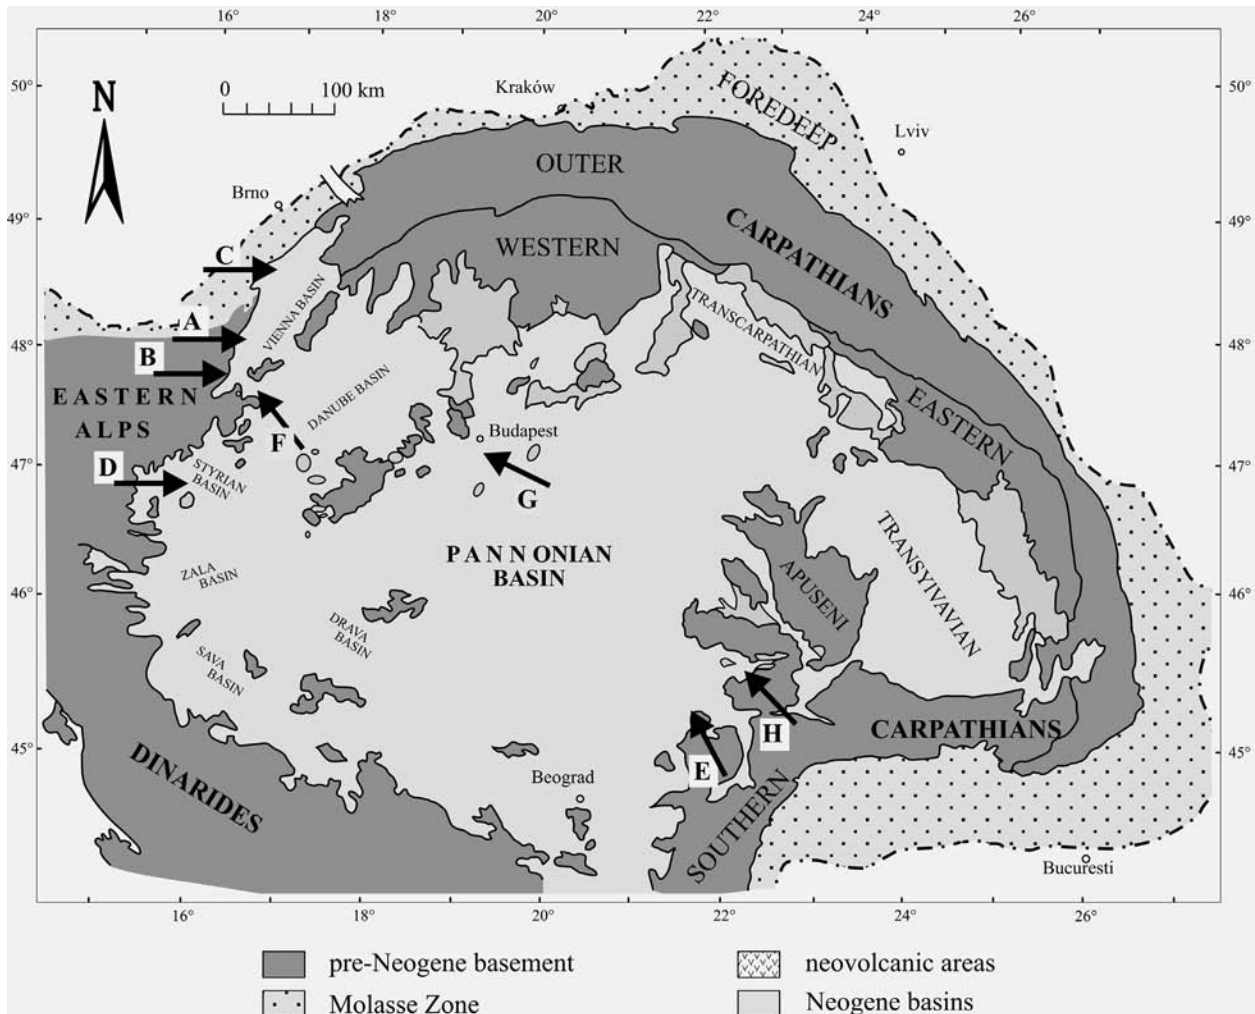 16° 18° 20° 22° 24° 26°
50° 50°
N
0 100 km
Kraków
FOREDEEP
Lviv
OUTER
Brno
49° 49°
WESTERN
CARPATHIANS
C
VIENNA BASIN
TRANSCARPATHIAN
A
48° 48°
B
EASTERN
ALPS
DANUBE BASIN
EASTERN
F
Budapest
47° 47°
D
STYRIAN
BASIN
G
TRANSYIVAVIAN
PANNONIAN
BASIN
APUSENI
ZALA
BASIN
46° 46°
DRAVA
BASIN
SAVA
BASIN
H
CARPATHIANS
45° 45°
DINARIDES
E
Beograd
SOUTHERN
Bucuresti
16° 18° 20° 22° 24° 26°
pre-Neogene basement
neovolcanic areas
Molasse Zone
Neogene basins